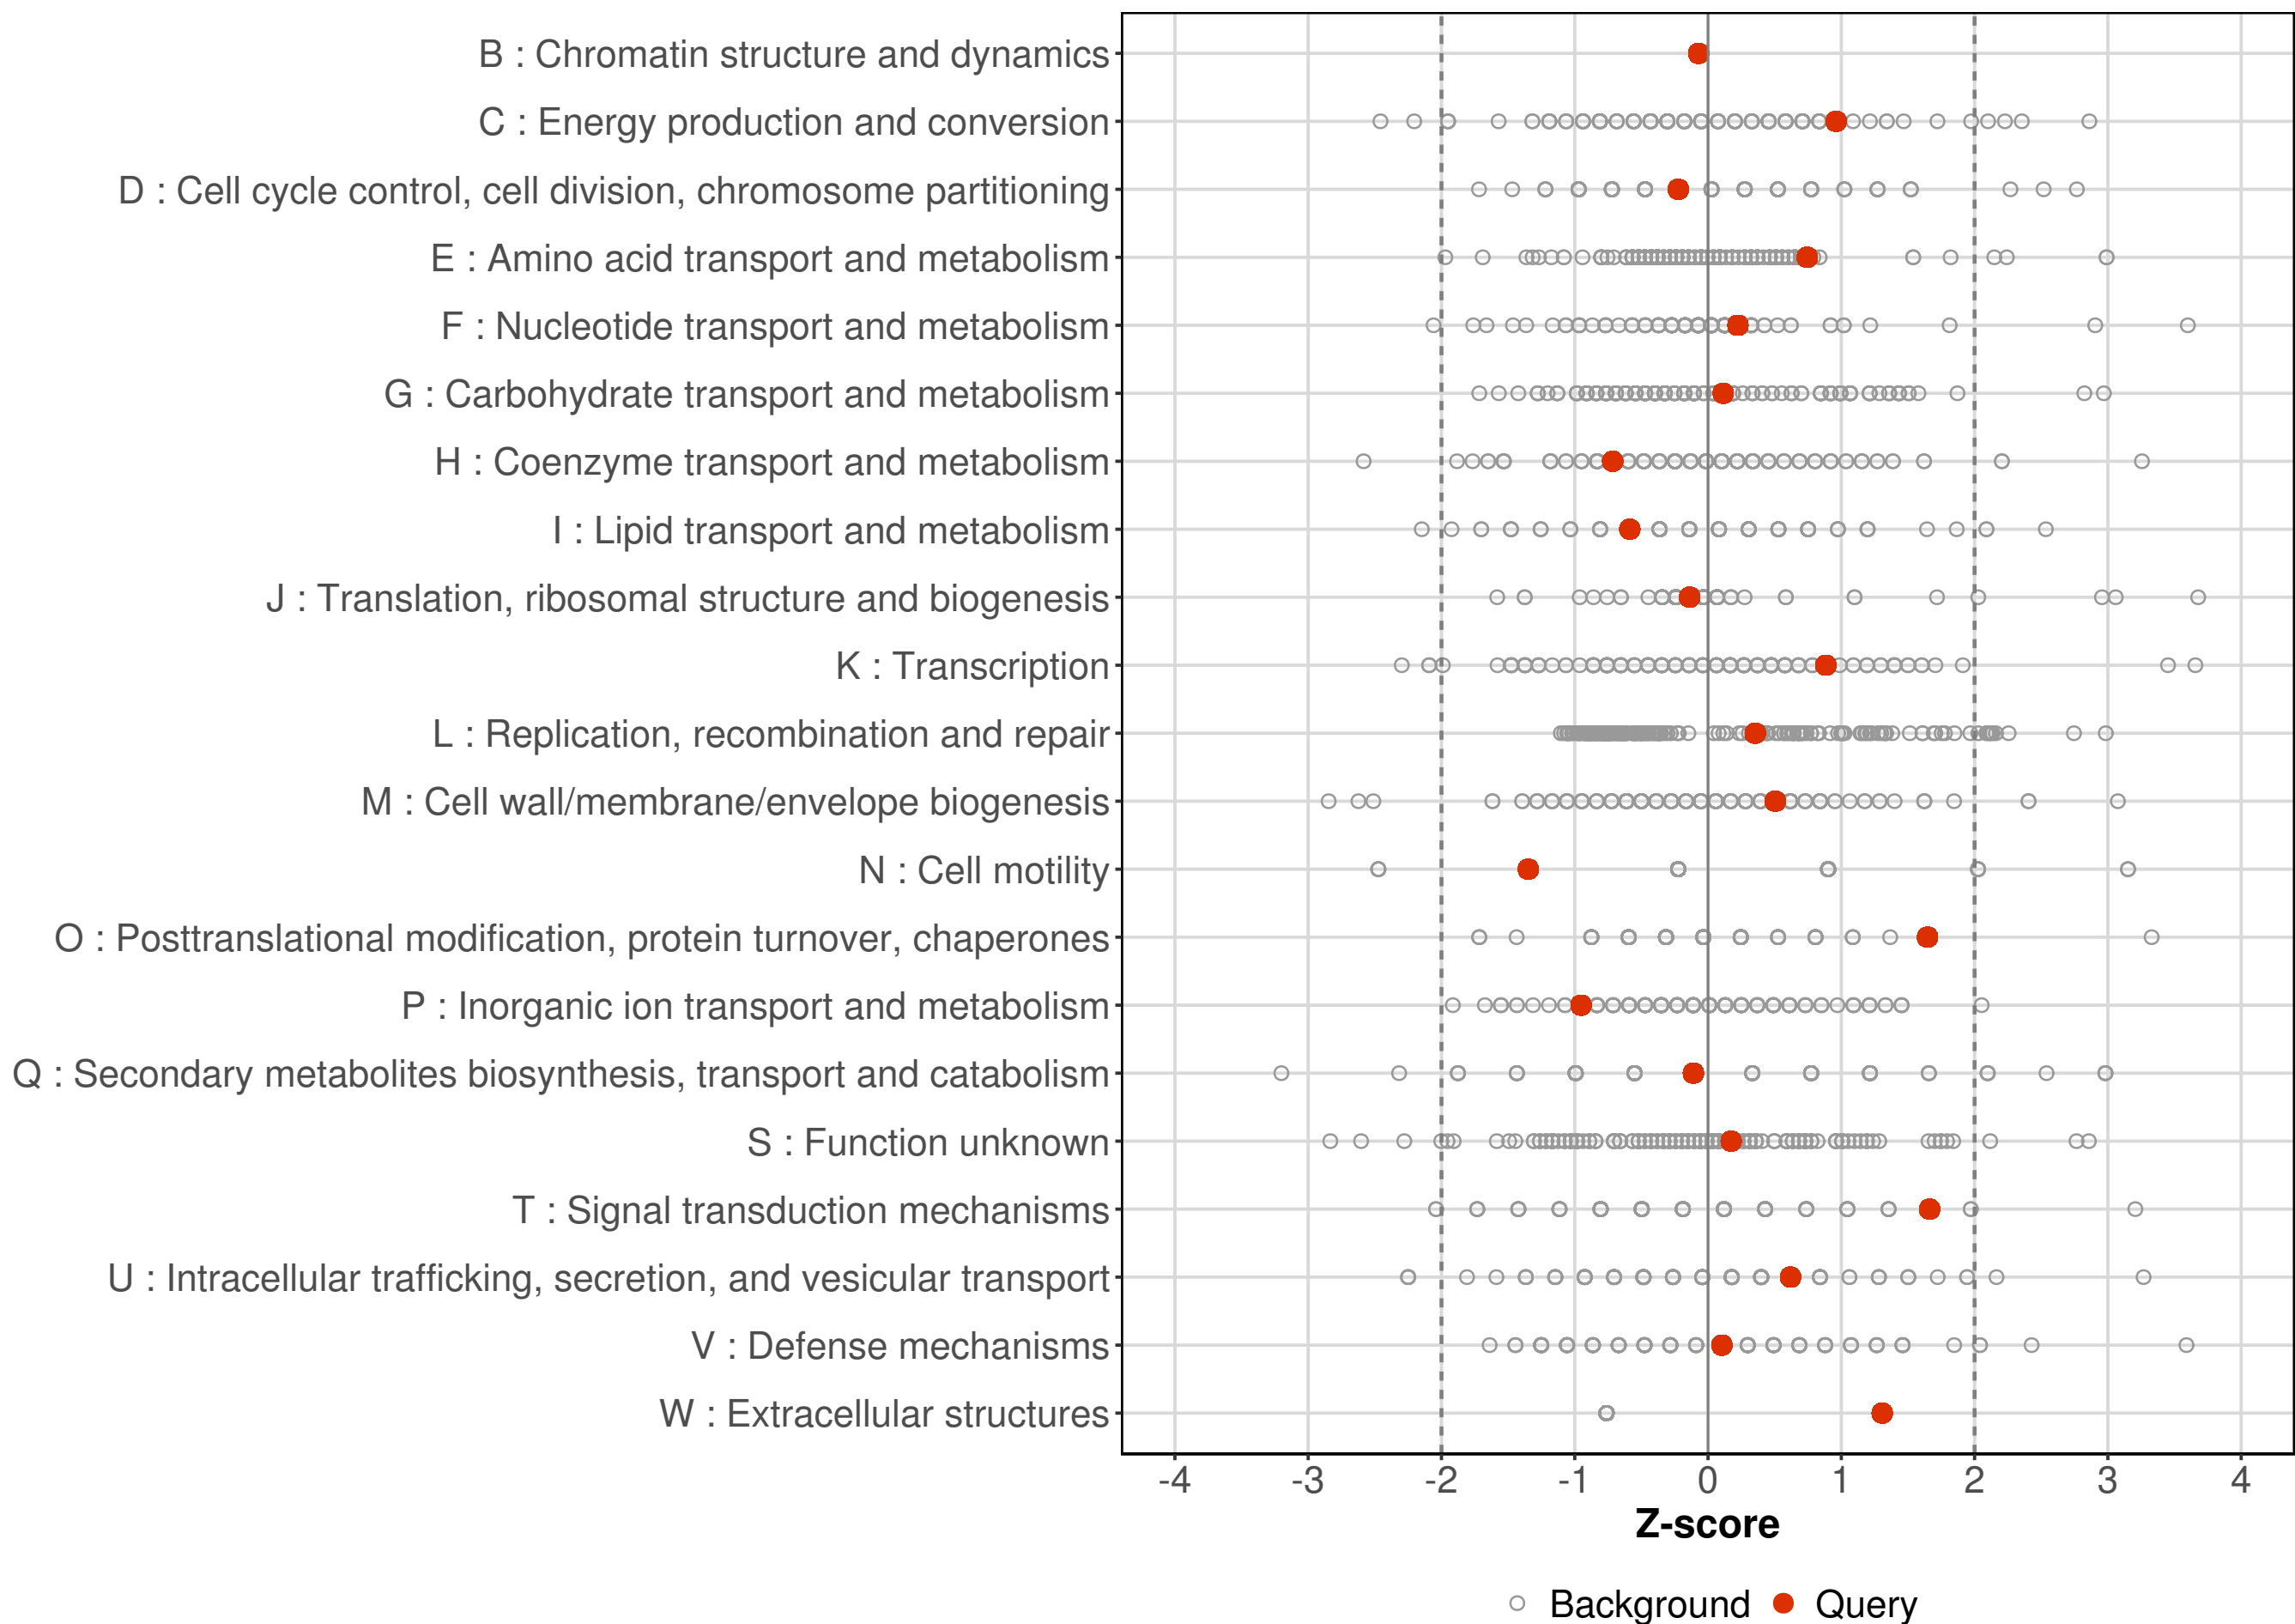 B : Chromatin structure and dynamics
C : Energy production and conversion
D : Cell cycle control, cell division, chromosome partitioning
E : Amino acid transport and metabolism
F : Nucleotide transport and metabolism
G : Carbohydrate transport and metabolism
H : Coenzyme transport and metabolism
I : Lipid transport and metabolism
J : Translation, ribosomal structure and biogenesis
K : Transcription
L : Replication, recombination and repair
M : Cell wall/membrane/envelope biogenesis
N : Cell motility
O : Posttranslational modification, protein turnover, chaperones
P : Inorganic ion transport and metabolism
Q : Secondary metabolites biosynthesis, transport and catabolism
S : Function unknown
T : Signal transduction mechanisms
U : Intracellular trafficking, secretion, and vesicular transport
V : Defense mechanisms
W : Extracellular structures
-4 -3 -2 -1 0 1 2 3 4
Z-score
Background Query